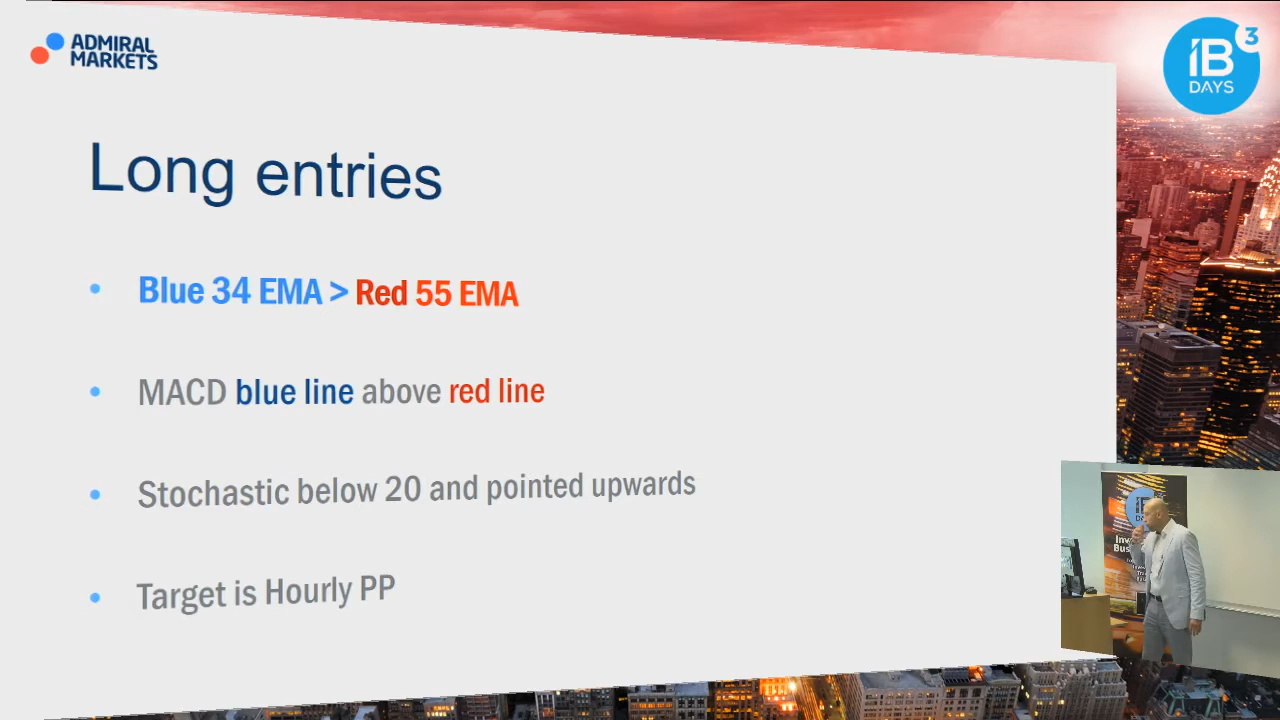 ADMIRAL
MARKETS
iB
3
DAYS
Long entries
• Blue 34 EMA > Red 55 EMA
• MACD blue line above red line
• Stochastic below 20 and pointed upwards
• Target is Hourly PP